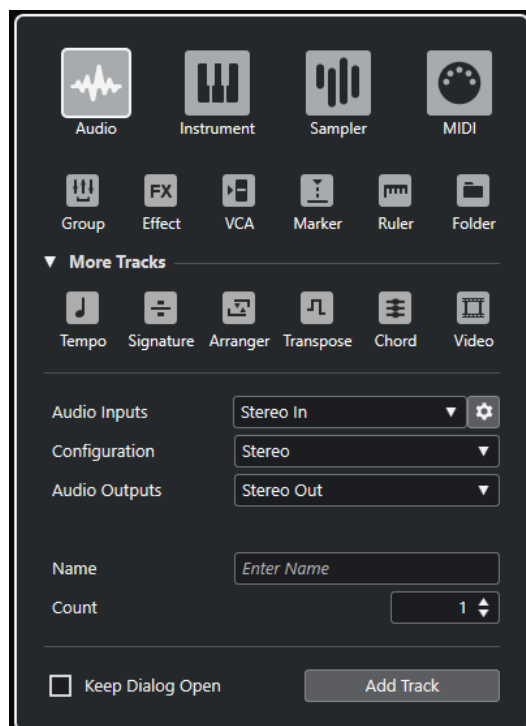 Audio Instrument Sampler MIDI
FX
Group Effect VCA Marker Ruler Folder
▼ More Tracks
Tempo Signature Arranger Transpose Chord Video
Audio Inputs Stereo In
Configuration Stereo
Audio Outputs Stereo Out
Name Enter Name
Count 1
Keep Dialog Open Add Track